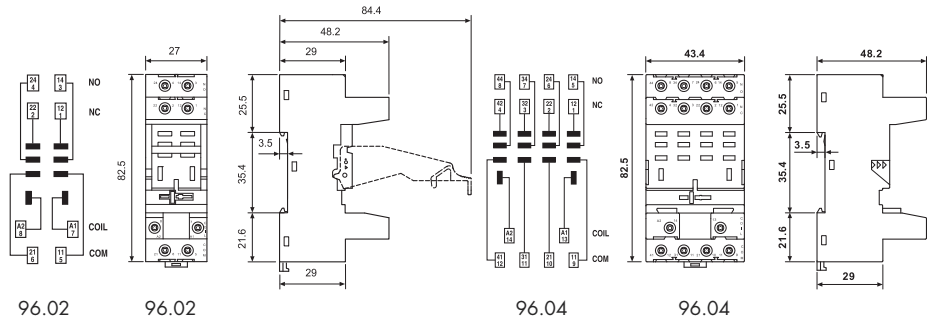 84.4
48.2
29
27
82.5
25.5
3.5
35.4
21.6
29
24 14 NO
4 3
22 12 NC
2 1
A2 A1 COIL
8 7
21 11 COM
6 5
96.02
96.02
44 34 24 14 NO
8 7 6 5
42 32 22 12 NC
4 3 2 1
A2 A1 COIL
14 13
41 31 21 11 COM
12 11 10 9
43.4
82.5
48.2
25.5
3.5
35.4
21.6
29
96.04
96.04